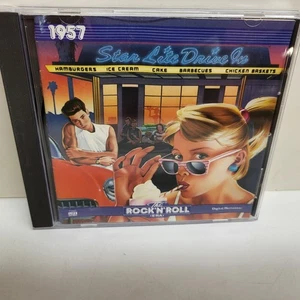 1957
Star Lite Drive In
HAMBURGERS ICE CREAM CAKE BARBECUES CHICKEN BASKETS
The
ROCK'N'ROLL